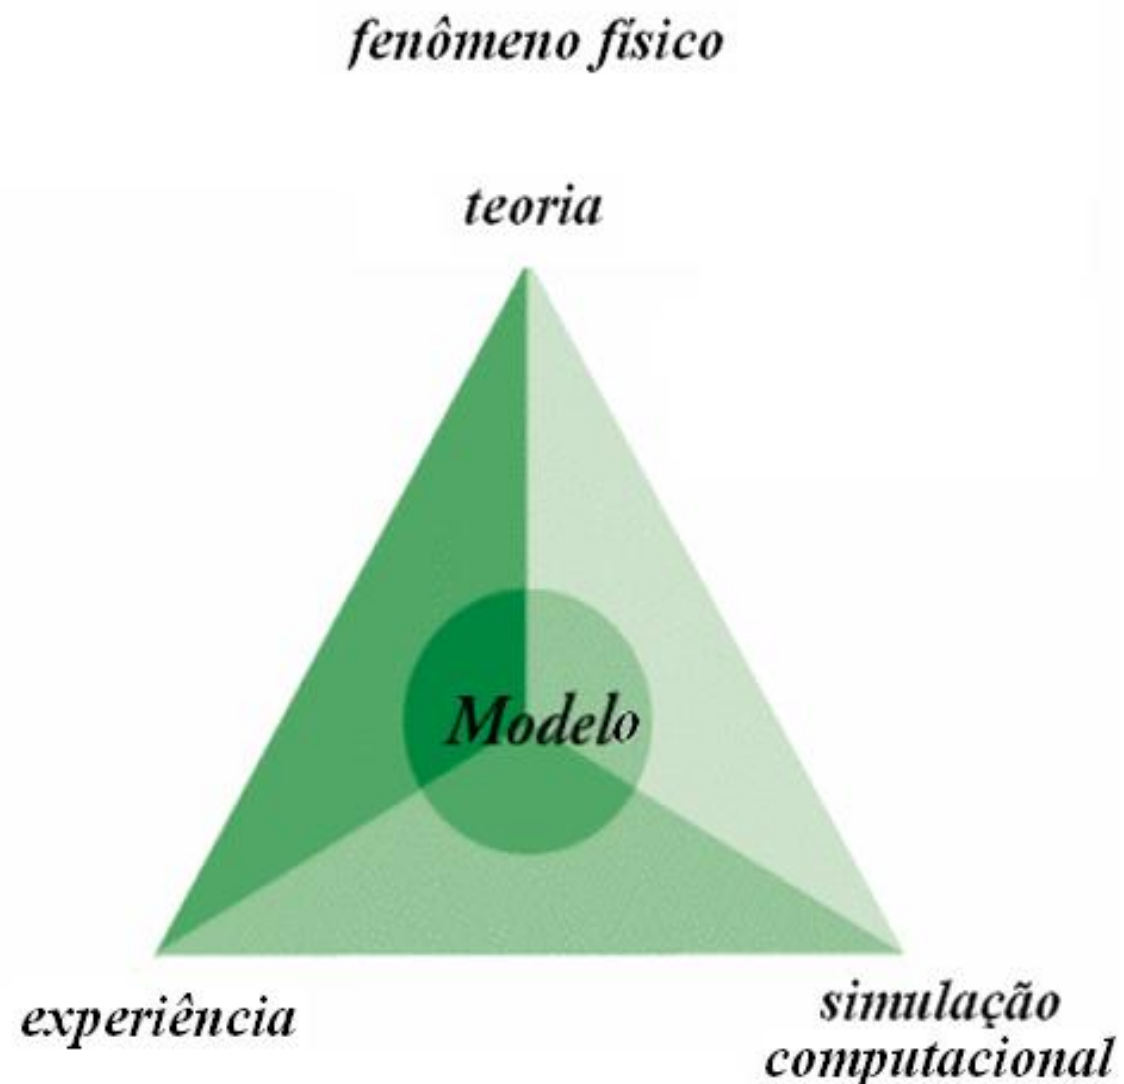 fenômeno físico
teoria
Modelo
experiência
simulação
computacional